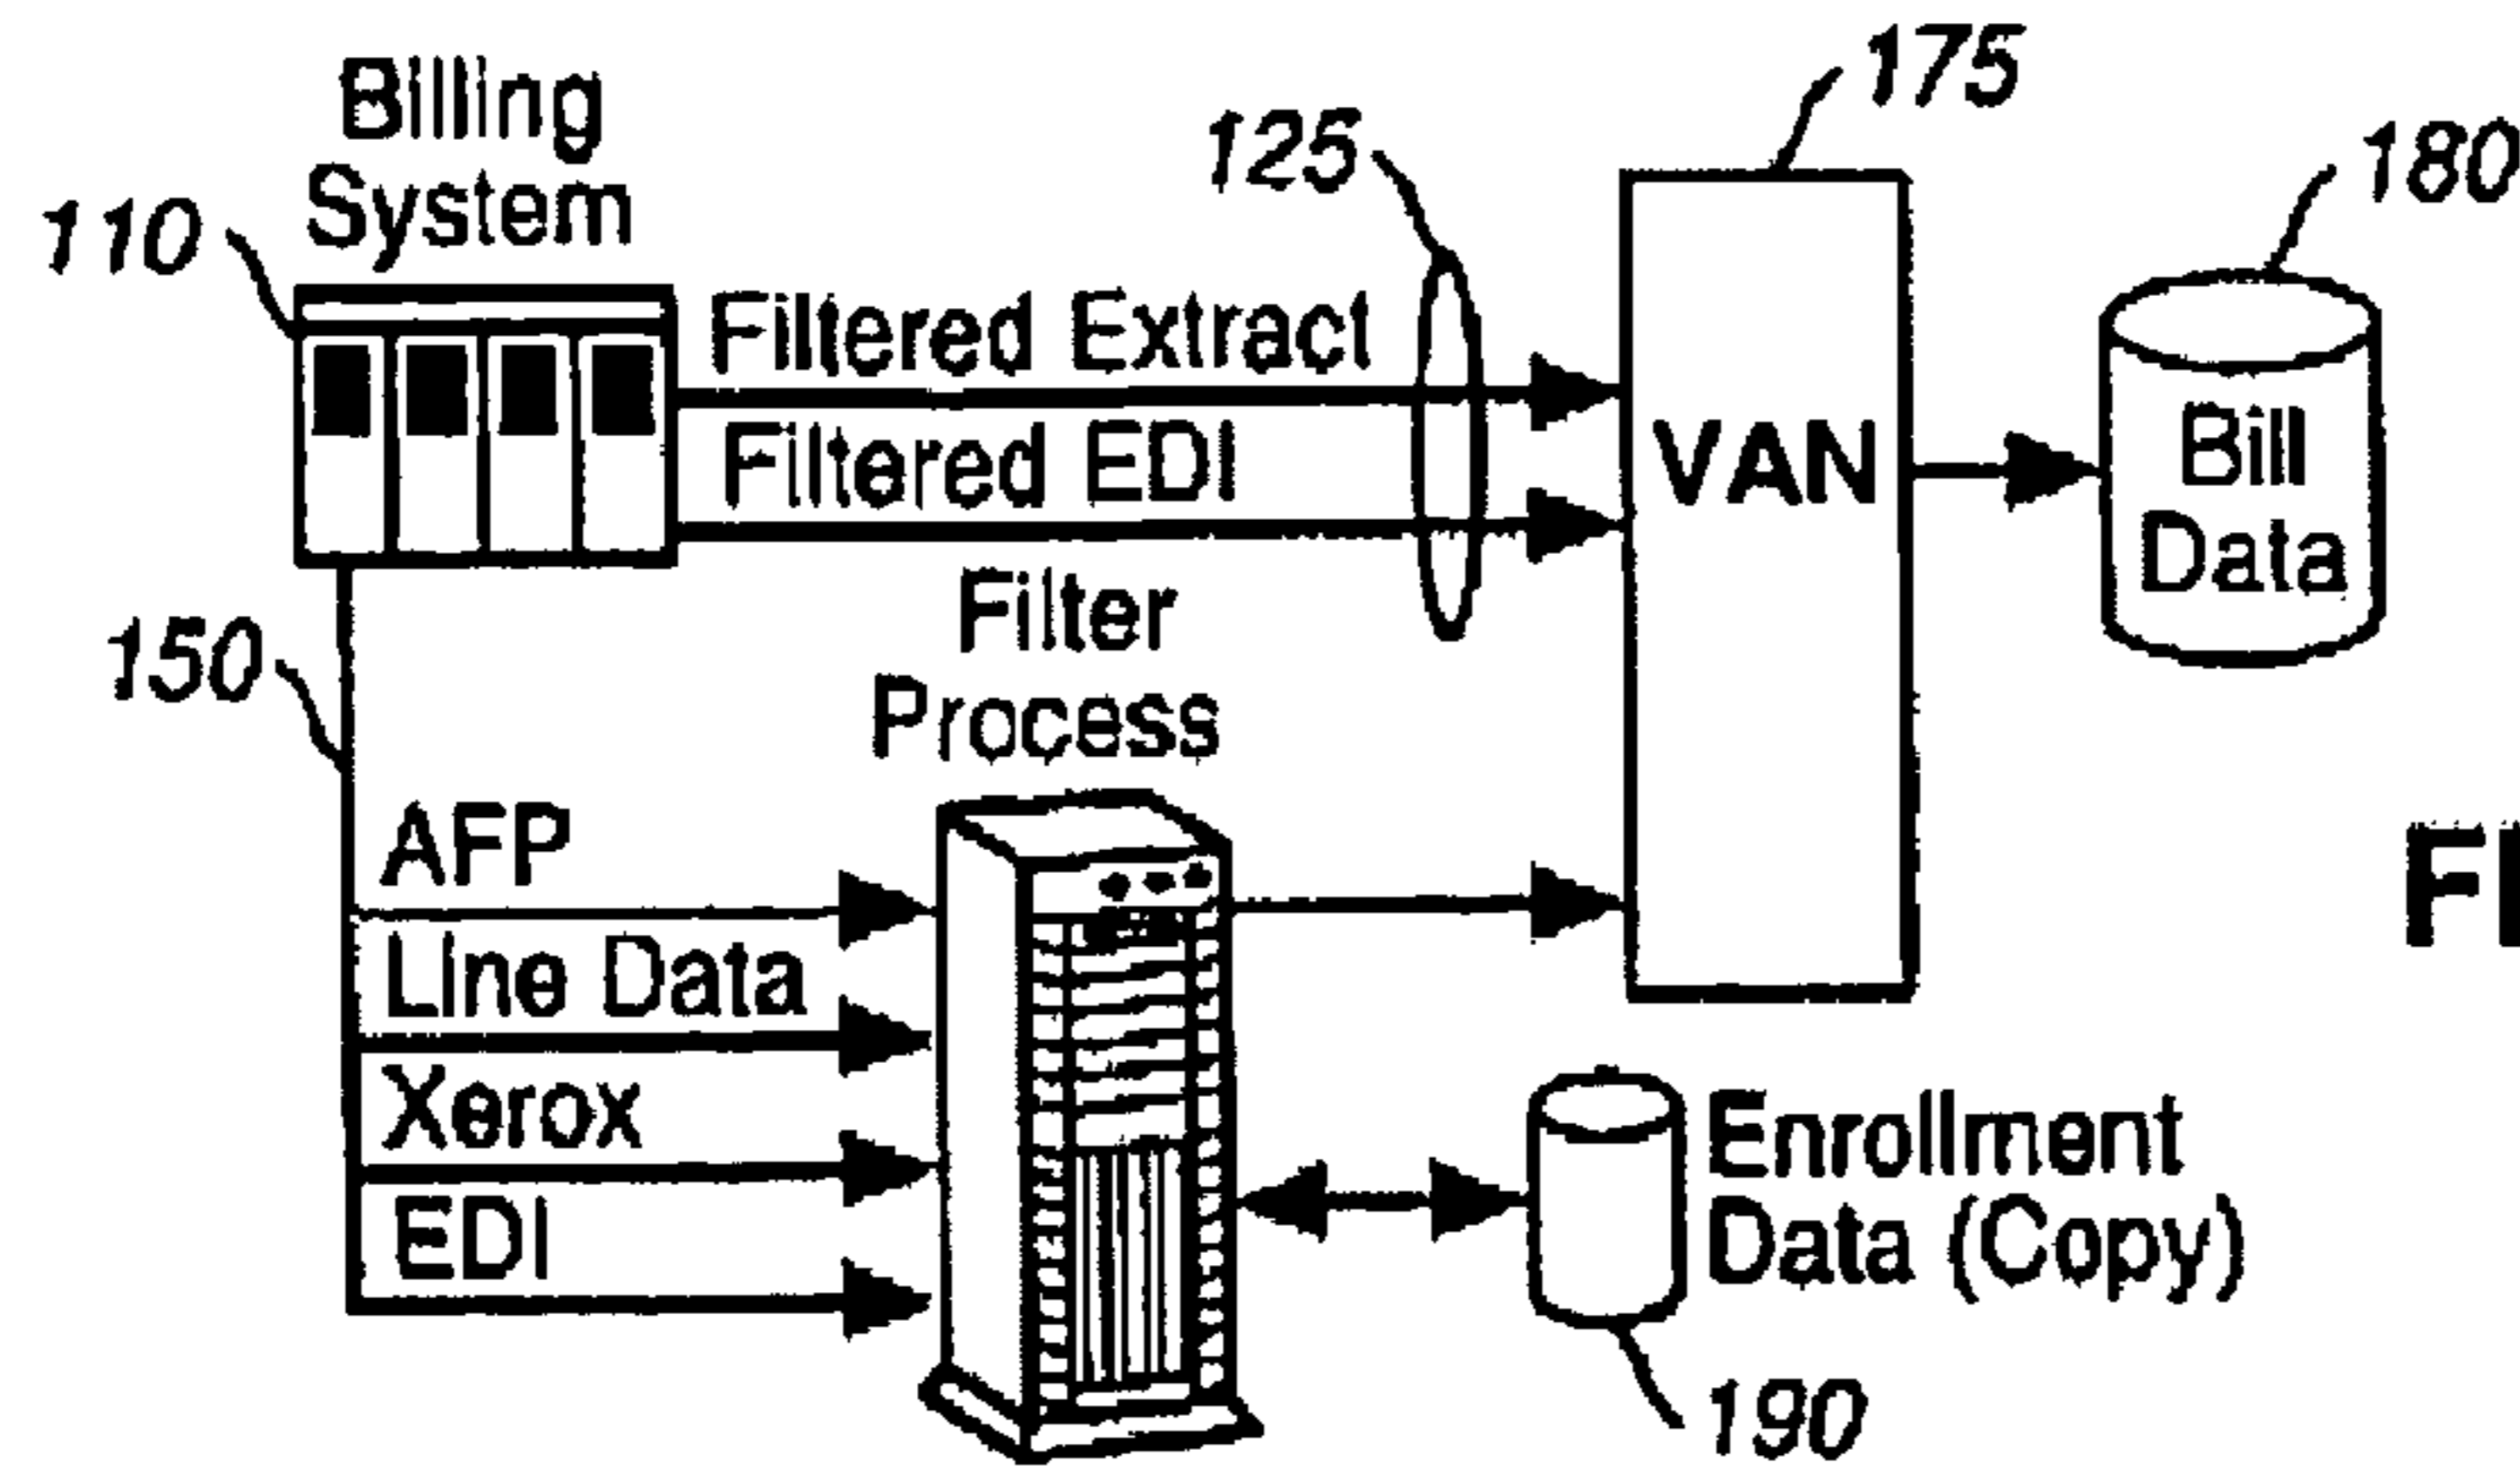 175
Billing
System
125
180
110
Filtered Extract
Filtered EDI
VAN
Bill
Data
Filter
Process
150
AFP
Line Data
Xerox
EDI
Enrollment
Data (Copy)
190